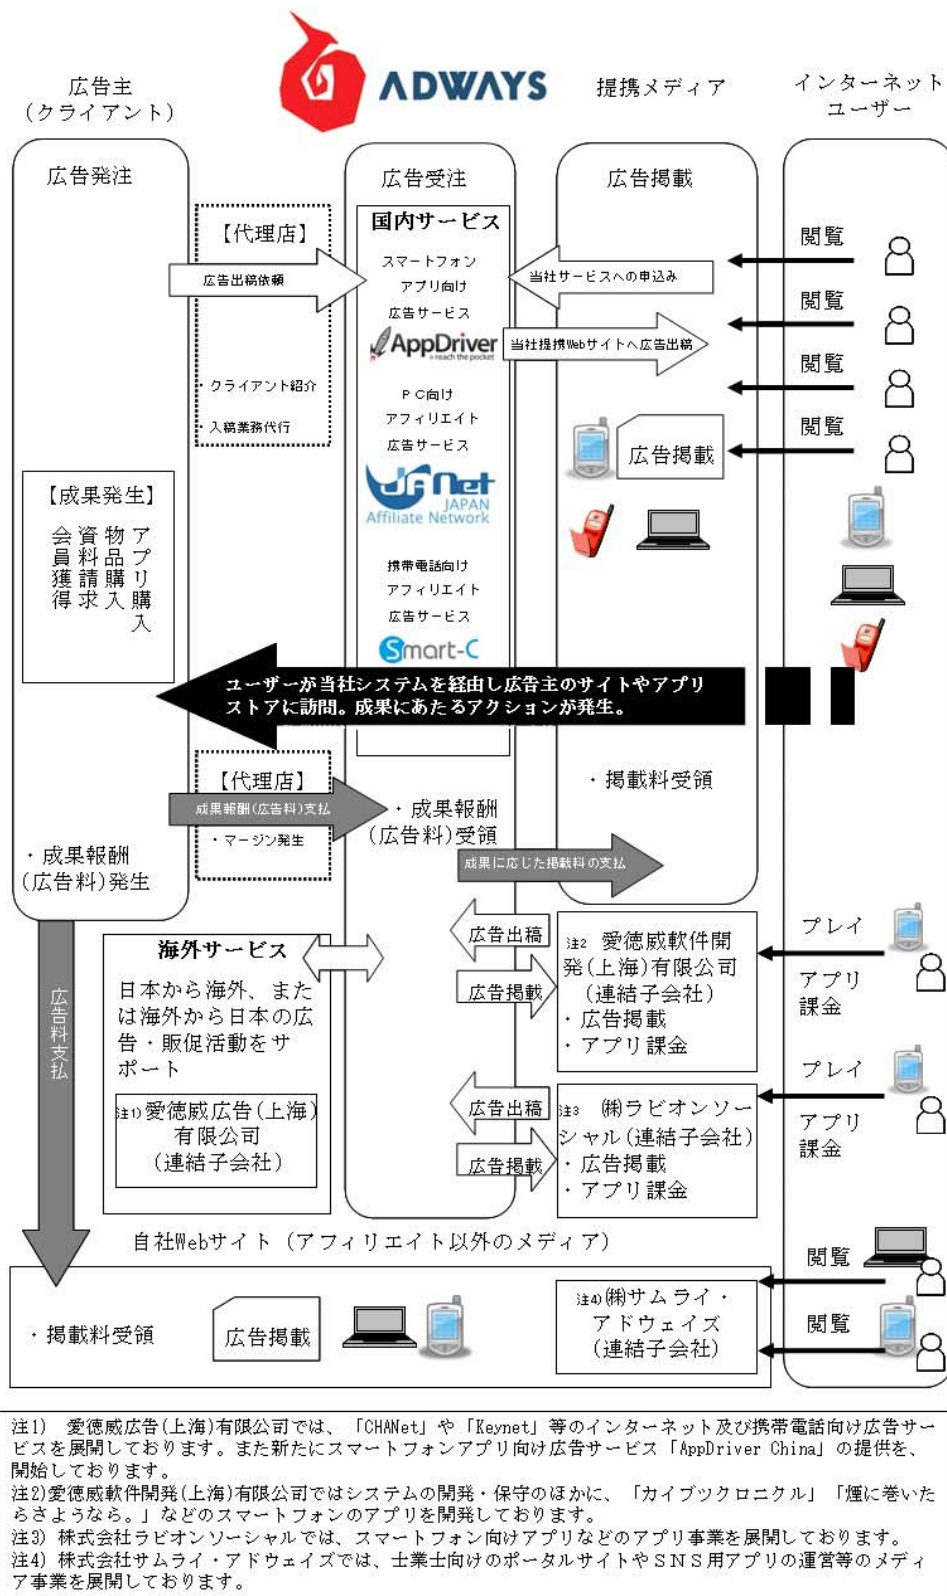 広告主
(クライアント)
ADWAYS
提携メディア
インターネット
ユーザー
広告発注
【代理店】
広告出稿依頼
・クライアント紹介
・入稿業務代行
広告受注
国内サービス
スマートフォン
アプリ向け
広告サービス
AppDriver
reach the pocket
PC向け
アフィリエイト
広告サービス
JANet
JAPAN
Affiliate Network
携帯電話向け
アフィリエイト
広告サービス
Smart-C
広告掲載
当社サービスへの申込み
当社提携Webサイトへ広告出稿
広告掲載
閲覧
閲覧
閲覧
閲覧
【成果発生】
アプリ購入
物品購入
資料請求
会員獲得
ユーザーが当社システムを経由し広告主のサイトやアプリ
ストアに訪問。成果にあたるアクションが発生。
【代理店】
成果報酬(広告料)支払
・マージン発生
・成果報酬
(広告料)発生
・成果報酬
(広告料)受領
・掲載料受領
成果に応じた掲載料の支払
広告料支払
海外サービス
日本から海外、また
は海外から日本の広
告・販促活動をサ
ポート
注1)愛徳威広告(上海)
有限公司
(連結子会社)
広告出稿
広告掲載
注2 愛徳威軟件開
発(上海)有限公司
(連結子会社)
・広告掲載
・アプリ課金
プレイ
アプリ
課金
広告出稿
広告掲載
注3 ㈱ラビオンソー
シャル(連結子会社)
・広告掲載
・アプリ課金
プレイ
アプリ
課金
自社Webサイト(アフィリエイト以外のメディア)
・掲載料受領
広告掲載
注4)㈱サムライ・
アドウェイズ
(連結子会社)
閲覧
閲覧
注1) 愛徳威広告(上海)有限公司では、「CHANet」や「Keynet」等のインターネット及び携帯電話向け広告サー
ビスを展開しております。また新たにスマートフォンアプリ向け広告サービス「AppDriver China」の提供を、
開始しております。
注2)愛徳威軟件開発(上海)有限公司ではシステムの開発・保守のほかに、「カイブツクロニクル」「煙に巻いた
らさようなら。」などのスマートフォンのアプリを開発しております。
注3) 株式会社ラビオンソーシャルでは、スマートフォン向けアプリなどのアプリ事業を展開しております。
注4) 株式会社サムライ・アドウェイズでは、士業士向けのポータルサイトやSNS用アプリの運営等のメディ
ア事業を展開しております。